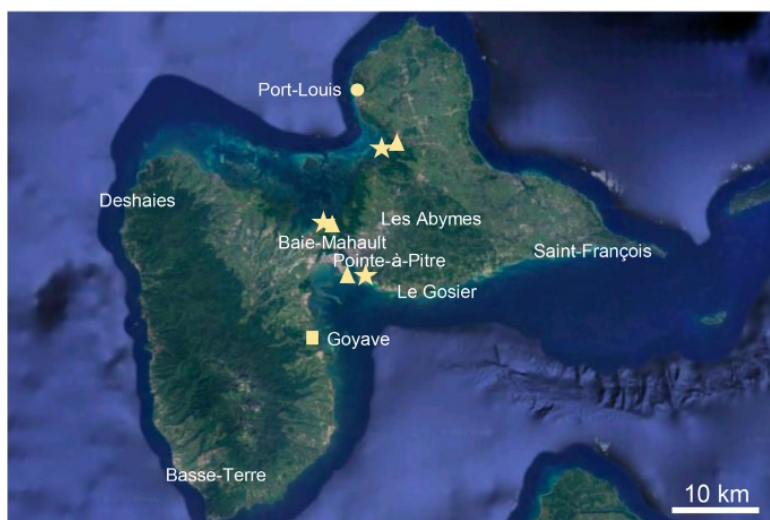 Port-Louis
Deshaies
Les Abymes
Baie-Mahault
Saint-François
Pointe-à-Pitre
Le Gosier
Goyave
Basse-Terre
10 km